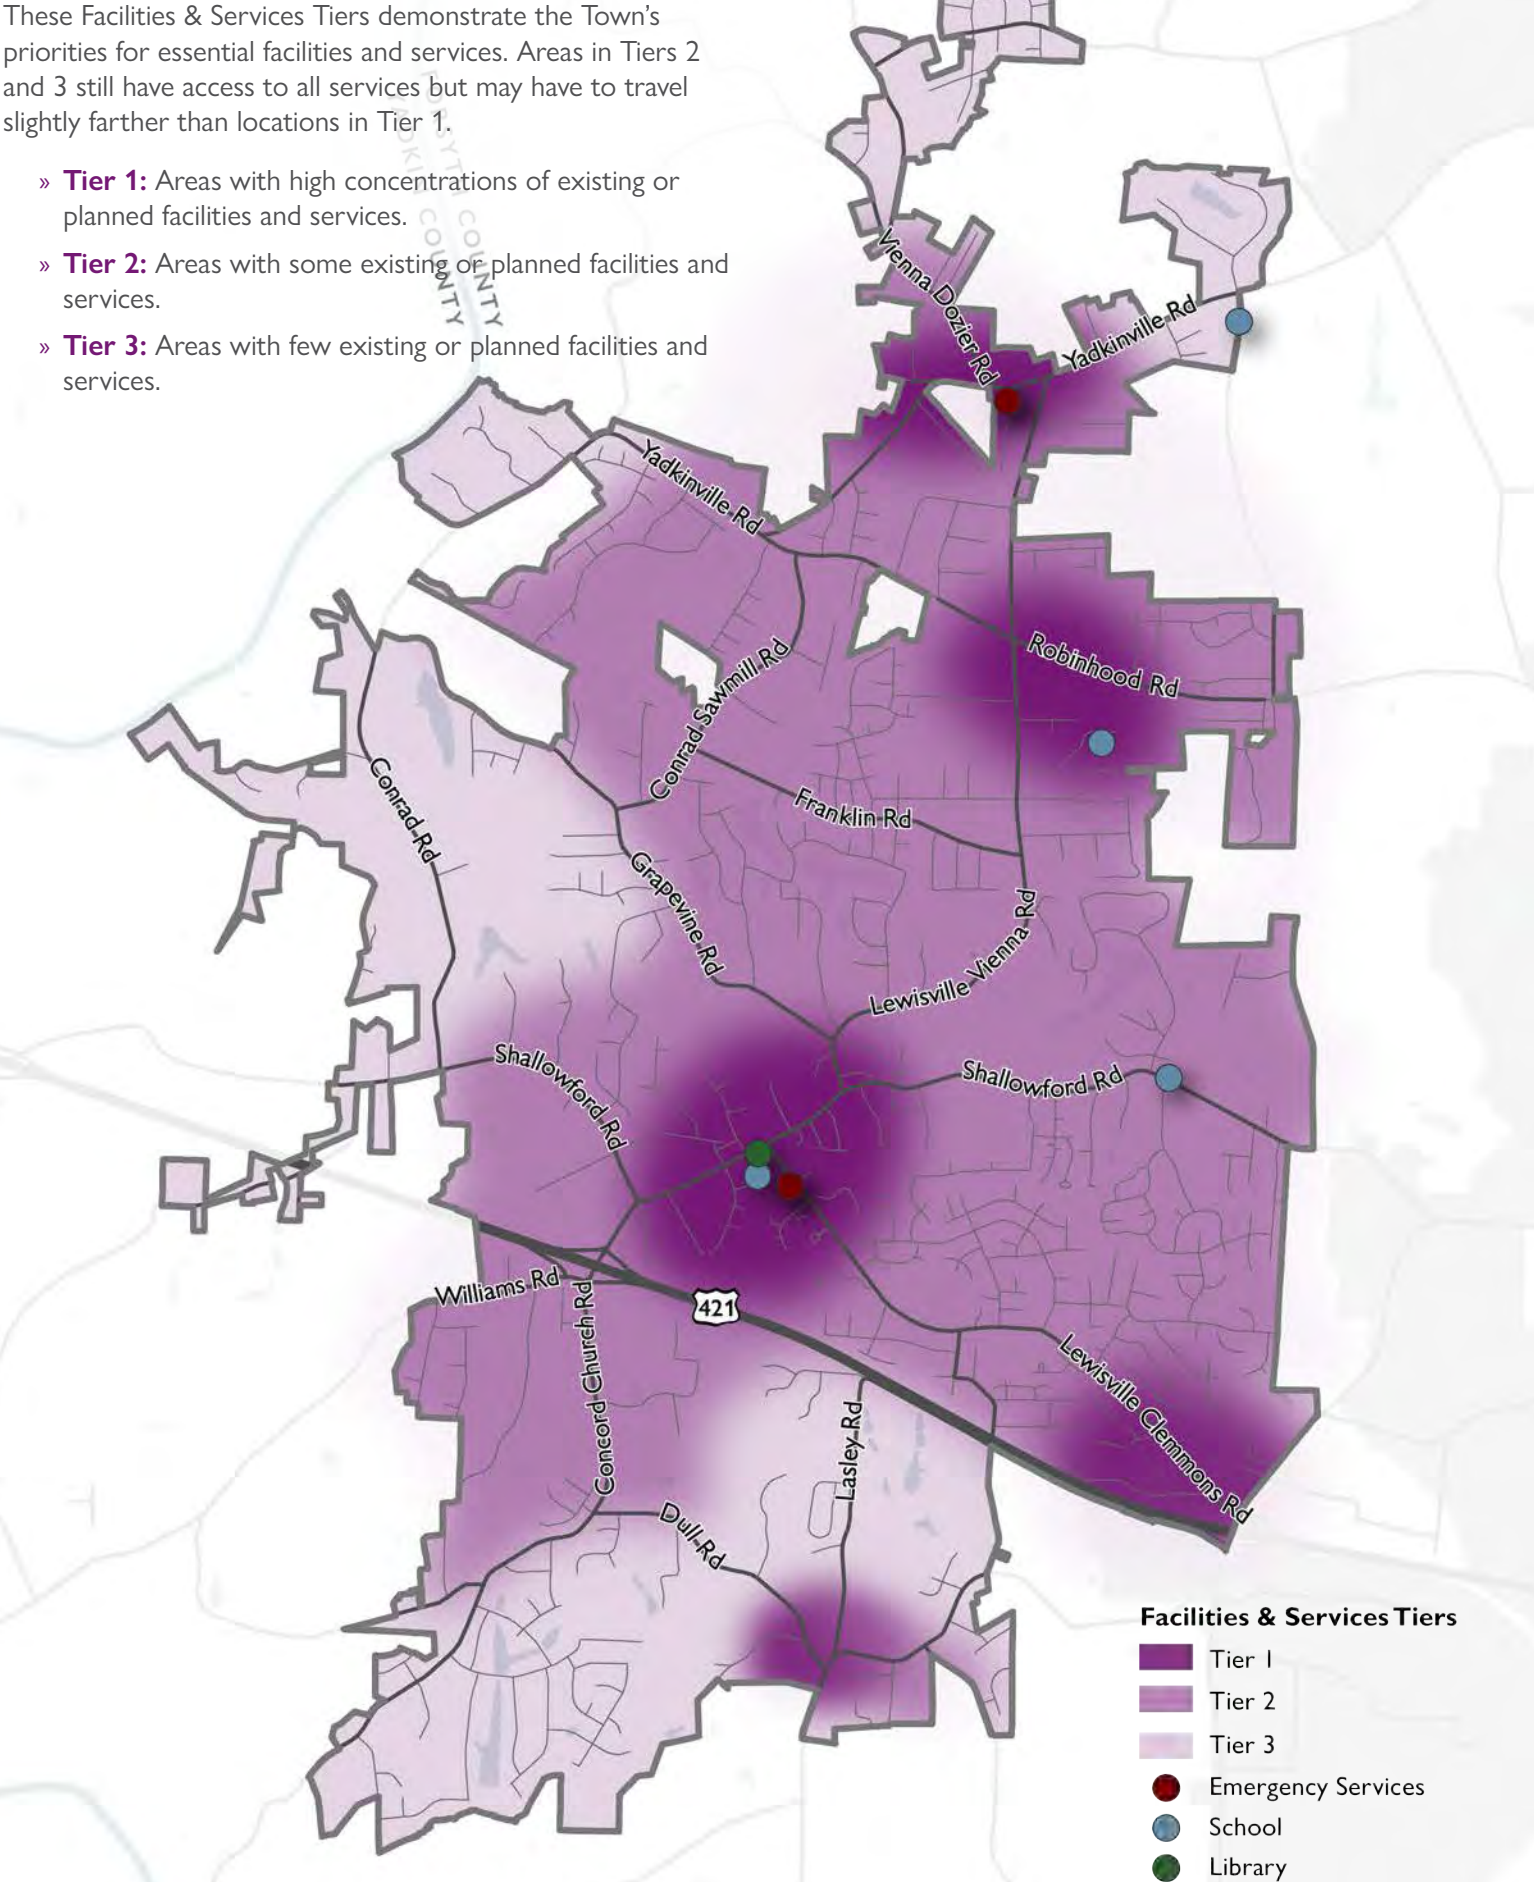 These Facilities & Services Tiers demonstrate the Town's
priorities for essential facilities and services. Areas in Tiers 2
and 3 still have access to all services but may have to travel
slightly farther than locations in Tier 1.
» Tier 1: Areas with high concentrations of existing or
planned facilities and services.
» Tier 2: Areas with some existing or planned facilities and
services.
» Tier 3: Areas with few existing or planned facilities and
services.
FORSYTH COUNTY
YADKIN COUNTY
Vienna Dozier Rd
Yadkinville Rd
Yadkinville Rd
Robinhood Rd
Conrad Sawmill Rd
Conrad Rd
Franklin Rd
Grapevine Rd
Lewisville Vienna Rd
Shallowford Rd
Shallowford Rd
Williams Rd
421
Concord Church Rd
Lewisville Clemmons Rd
Lasley Rd
Dull Rd
Facilities & Services Tiers
Tier 1
Tier 2
Tier 3
Emergency Services
School
Library